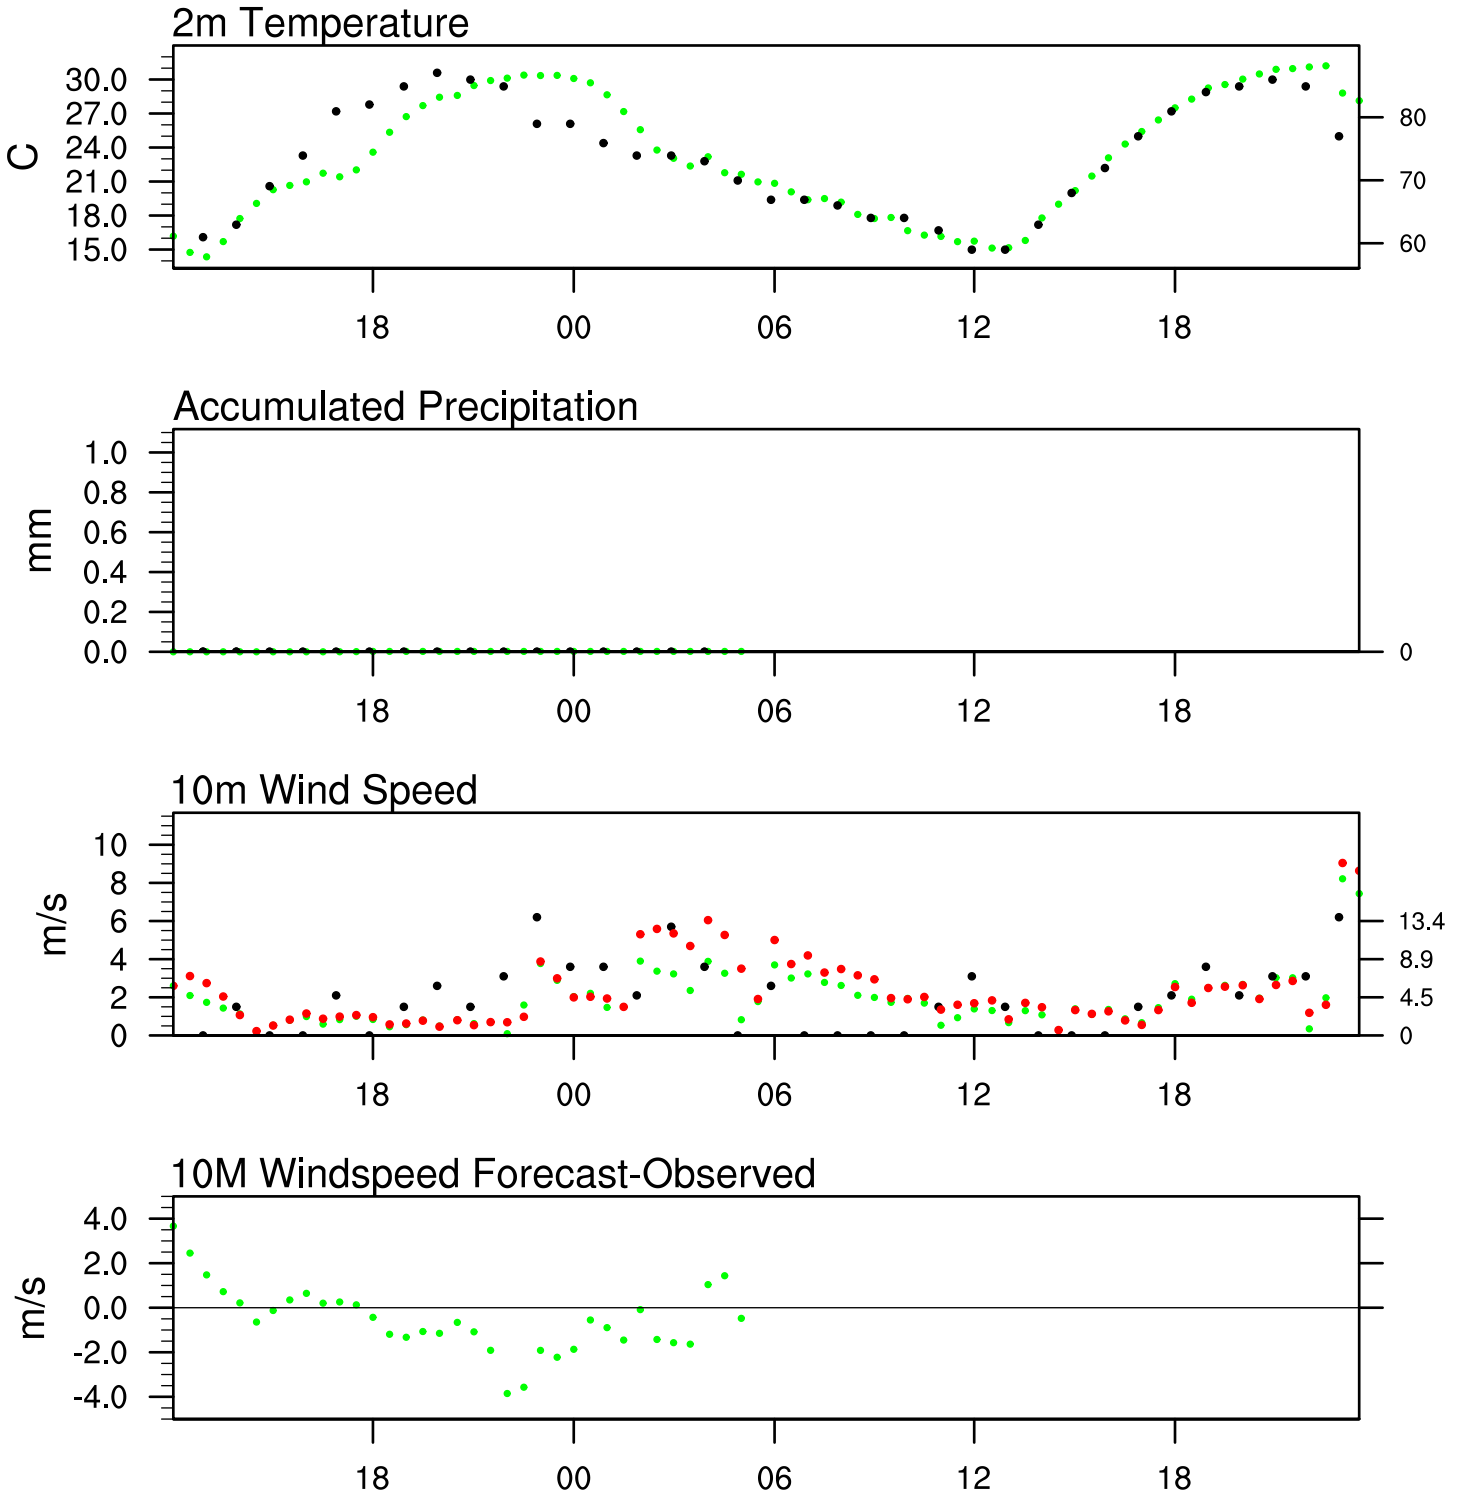 2m Temperature
C
30.0
27.0
24.0
21.0
18.0
15.0
80
70
60
18 00 06 12 18
Accumulated Precipitation
mm
1.0
0.8
0.6
0.4
0.2
0.0
0
18 00 06 12 18
10m Wind Speed
m/s
10
8
6
4
2
0
13.4
8.9
4.5
0
18 00 06 12 18
10M Windspeed Forecast-Observed
m/s
4.0
2.0
0.0
-2.0
-4.0
18 00 06 12 18